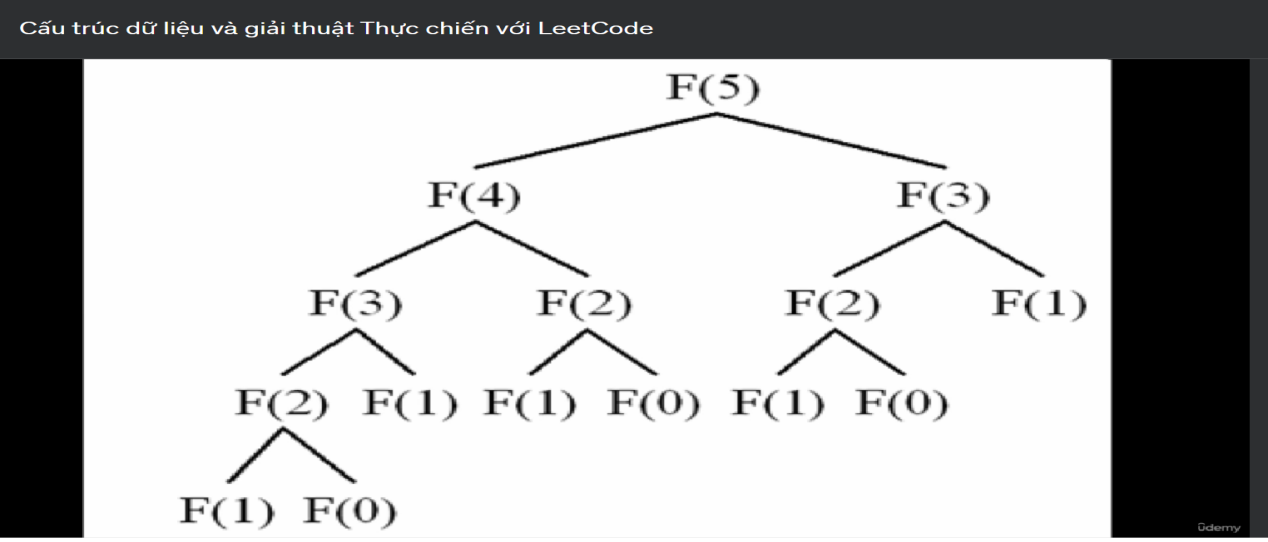 Cấu trúc dữ liệu và giải thuật Thực chiến với LeetCode
F(5)
F(4) F(3)
F(3) F(2) F(2) F(1)
F(2) F(1) F(1) F(0) F(1) F(0)
F(1) F(0)
ûdemy